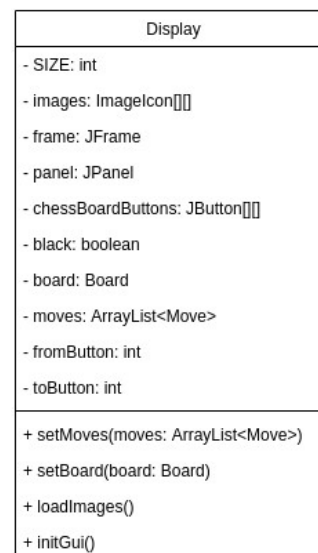 Display
- SIZE: int
- images: ImageIcon[][]
- frame: JFrame
- panel: JPanel
- chessBoardButtons: JButton[][]
- black: boolean
- board: Board
- moves: ArrayList<Move>
- fromButton: int
- toButton: int
+ setMoves(moves: ArrayList<Move>)
+ setBoard(board: Board)
+ loadImages()
+ initGui()